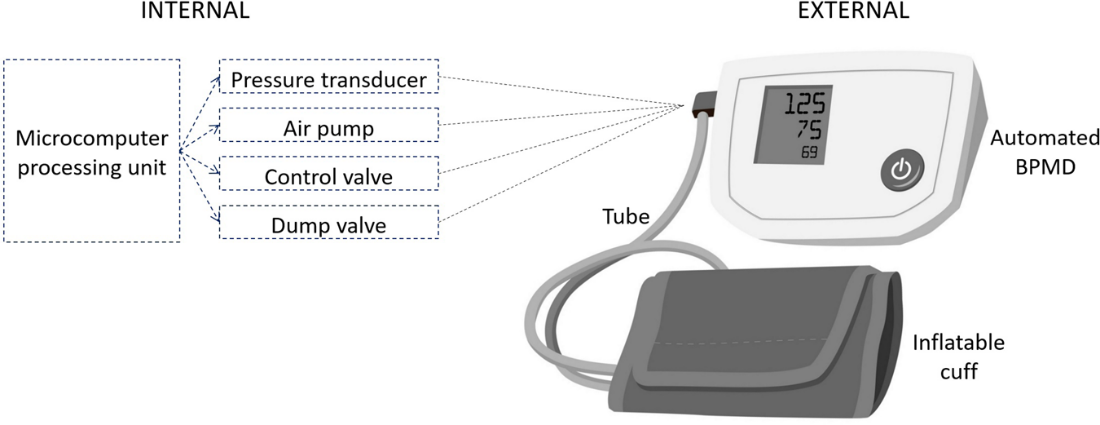 INTERNAL
EXTERNAL
Microcomputer
processing unit
Pressure transducer
Air pump
Control valve
Dump valve
125
75
69
Automated
BPMD
Tube
Inflatable
cuff